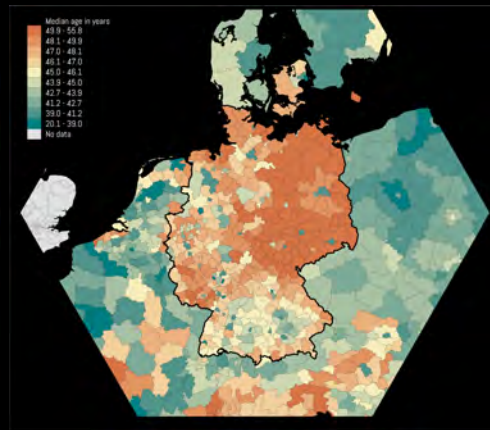 Median age in years
49.9 - 55.8
48.1 - 49.9
47.0 - 48.1
46.1 - 47.0
45.0 - 46.1
43.9 - 45.0
42.7 - 43.9
41.2 - 42.7
39.0 - 41.2
20.1 - 39.0
No data